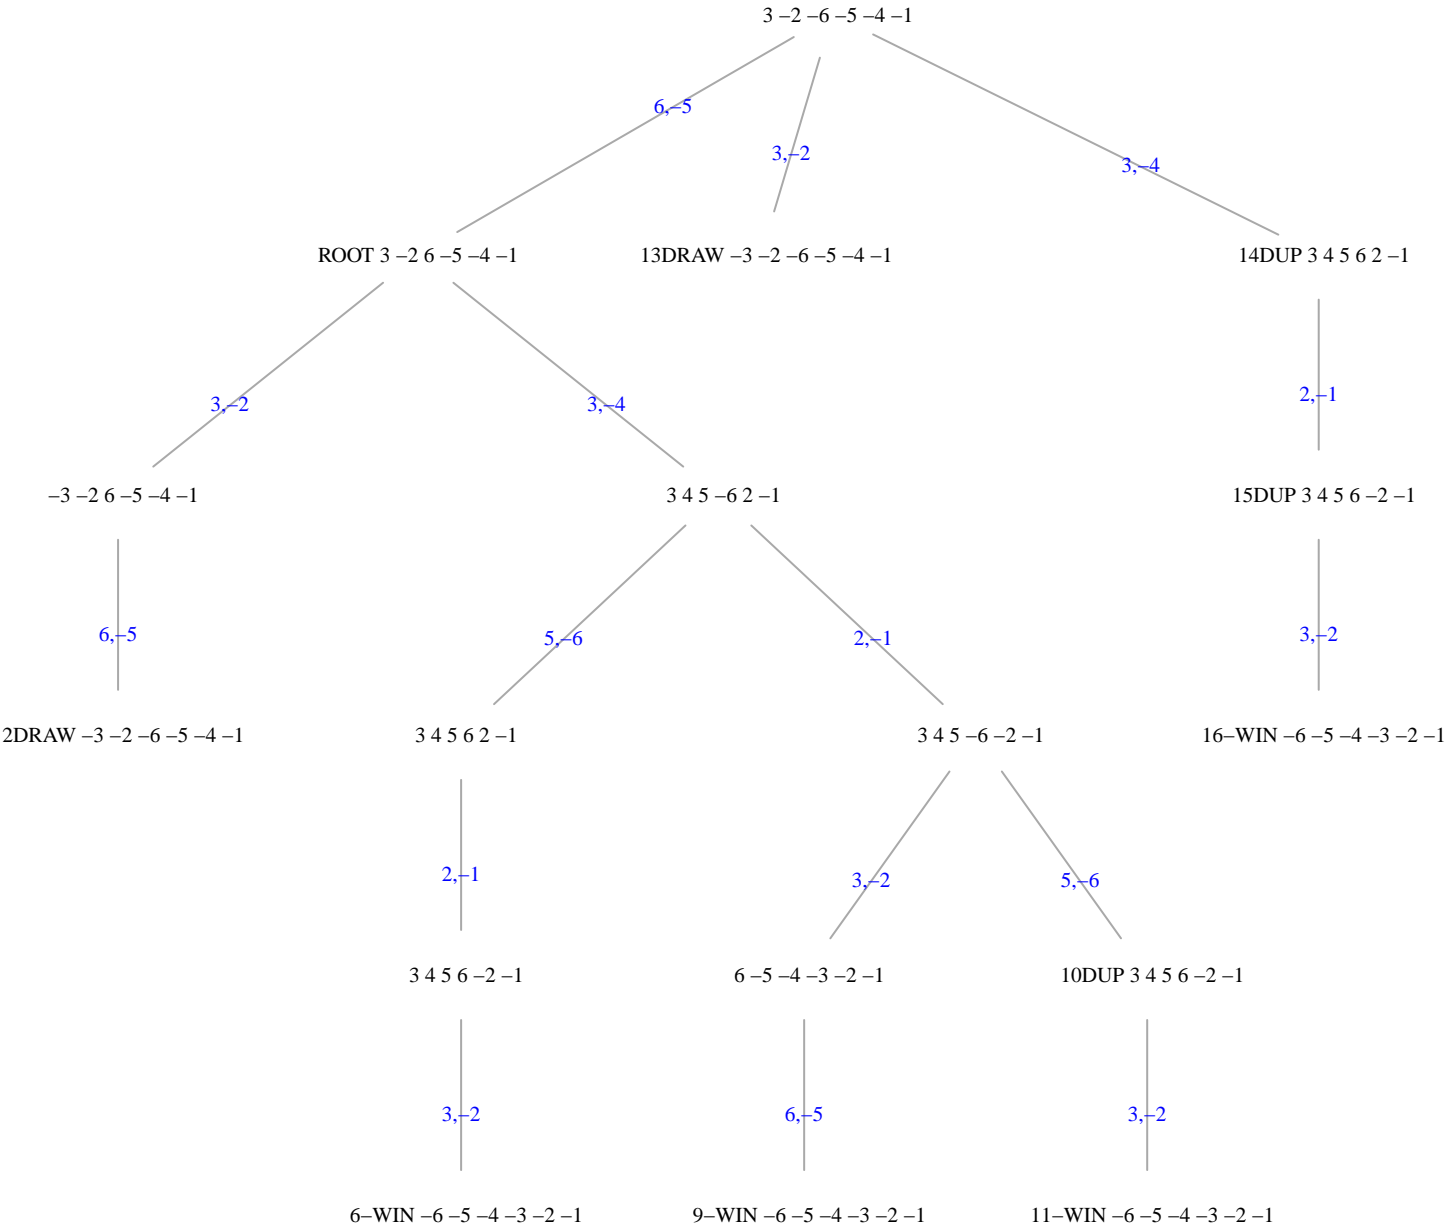 3 –2 –6 –5 –4 –1
6,–5
3,–2
3,–4
ROOT 3 –2 6 –5 –4 –1
13DRAW –3 –2 –6 –5 –4 –1
14DUP 3 4 5 6 2 –1
3,–2
3,–4
2,–1
–3 –2 6 –5 –4 –1
3 4 5 –6 2 –1
15DUP 3 4 5 6 –2 –1
6,–5
5,–6
2,–1
3,–2
2DRAW –3 –2 –6 –5 –4 –1
3 4 5 6 2 –1
3 4 5 –6 –2 –1
16–WIN –6 –5 –4 –3 –2 –1
2,–1
3,–2
5,–6
3 4 5 6 –2 –1
6 –5 –4 –3 –2 –1
10DUP 3 4 5 6 –2 –1
3,–2
6,–5
3,–2
6–WIN –6 –5 –4 –3 –2 –1
9–WIN –6 –5 –4 –3 –2 –1
11–WIN –6 –5 –4 –3 –2 –1